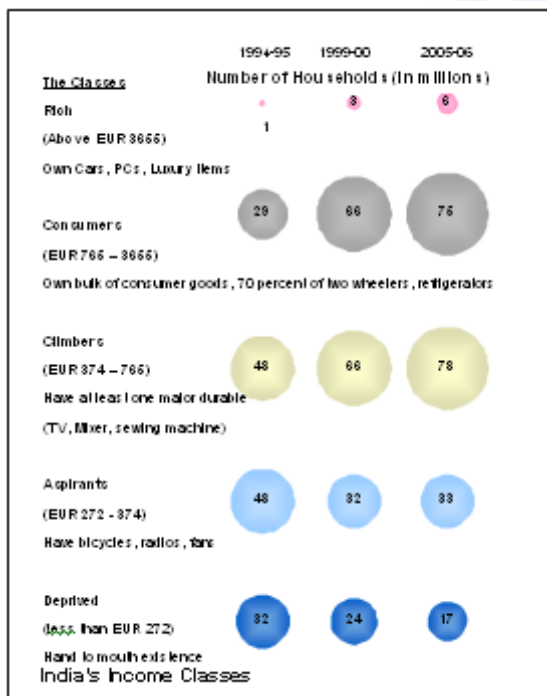 1994-95 1999-00 2005-06
The Classes Number of Households (in millions)
Rich 3 6
1
(Above EUR 3655)
Own Cars, PCs, Luxury Items
29 66 75
Consumers
(EUR 765 – 3655)
Own bulk of consumer goods, 70 percent of two wheelers, refrigerators
Climbers
48 66 78
(EUR 374 – 765)
Have at least one major durable
(TV, Mixer, sewing machine)
Aspirants
48 32 33
(EUR 272 - 374)
Have bicycles, radios, fans
Deprived
32 24 17
(less than EUR 272)
Hand to mouth existence
India's Income Classes